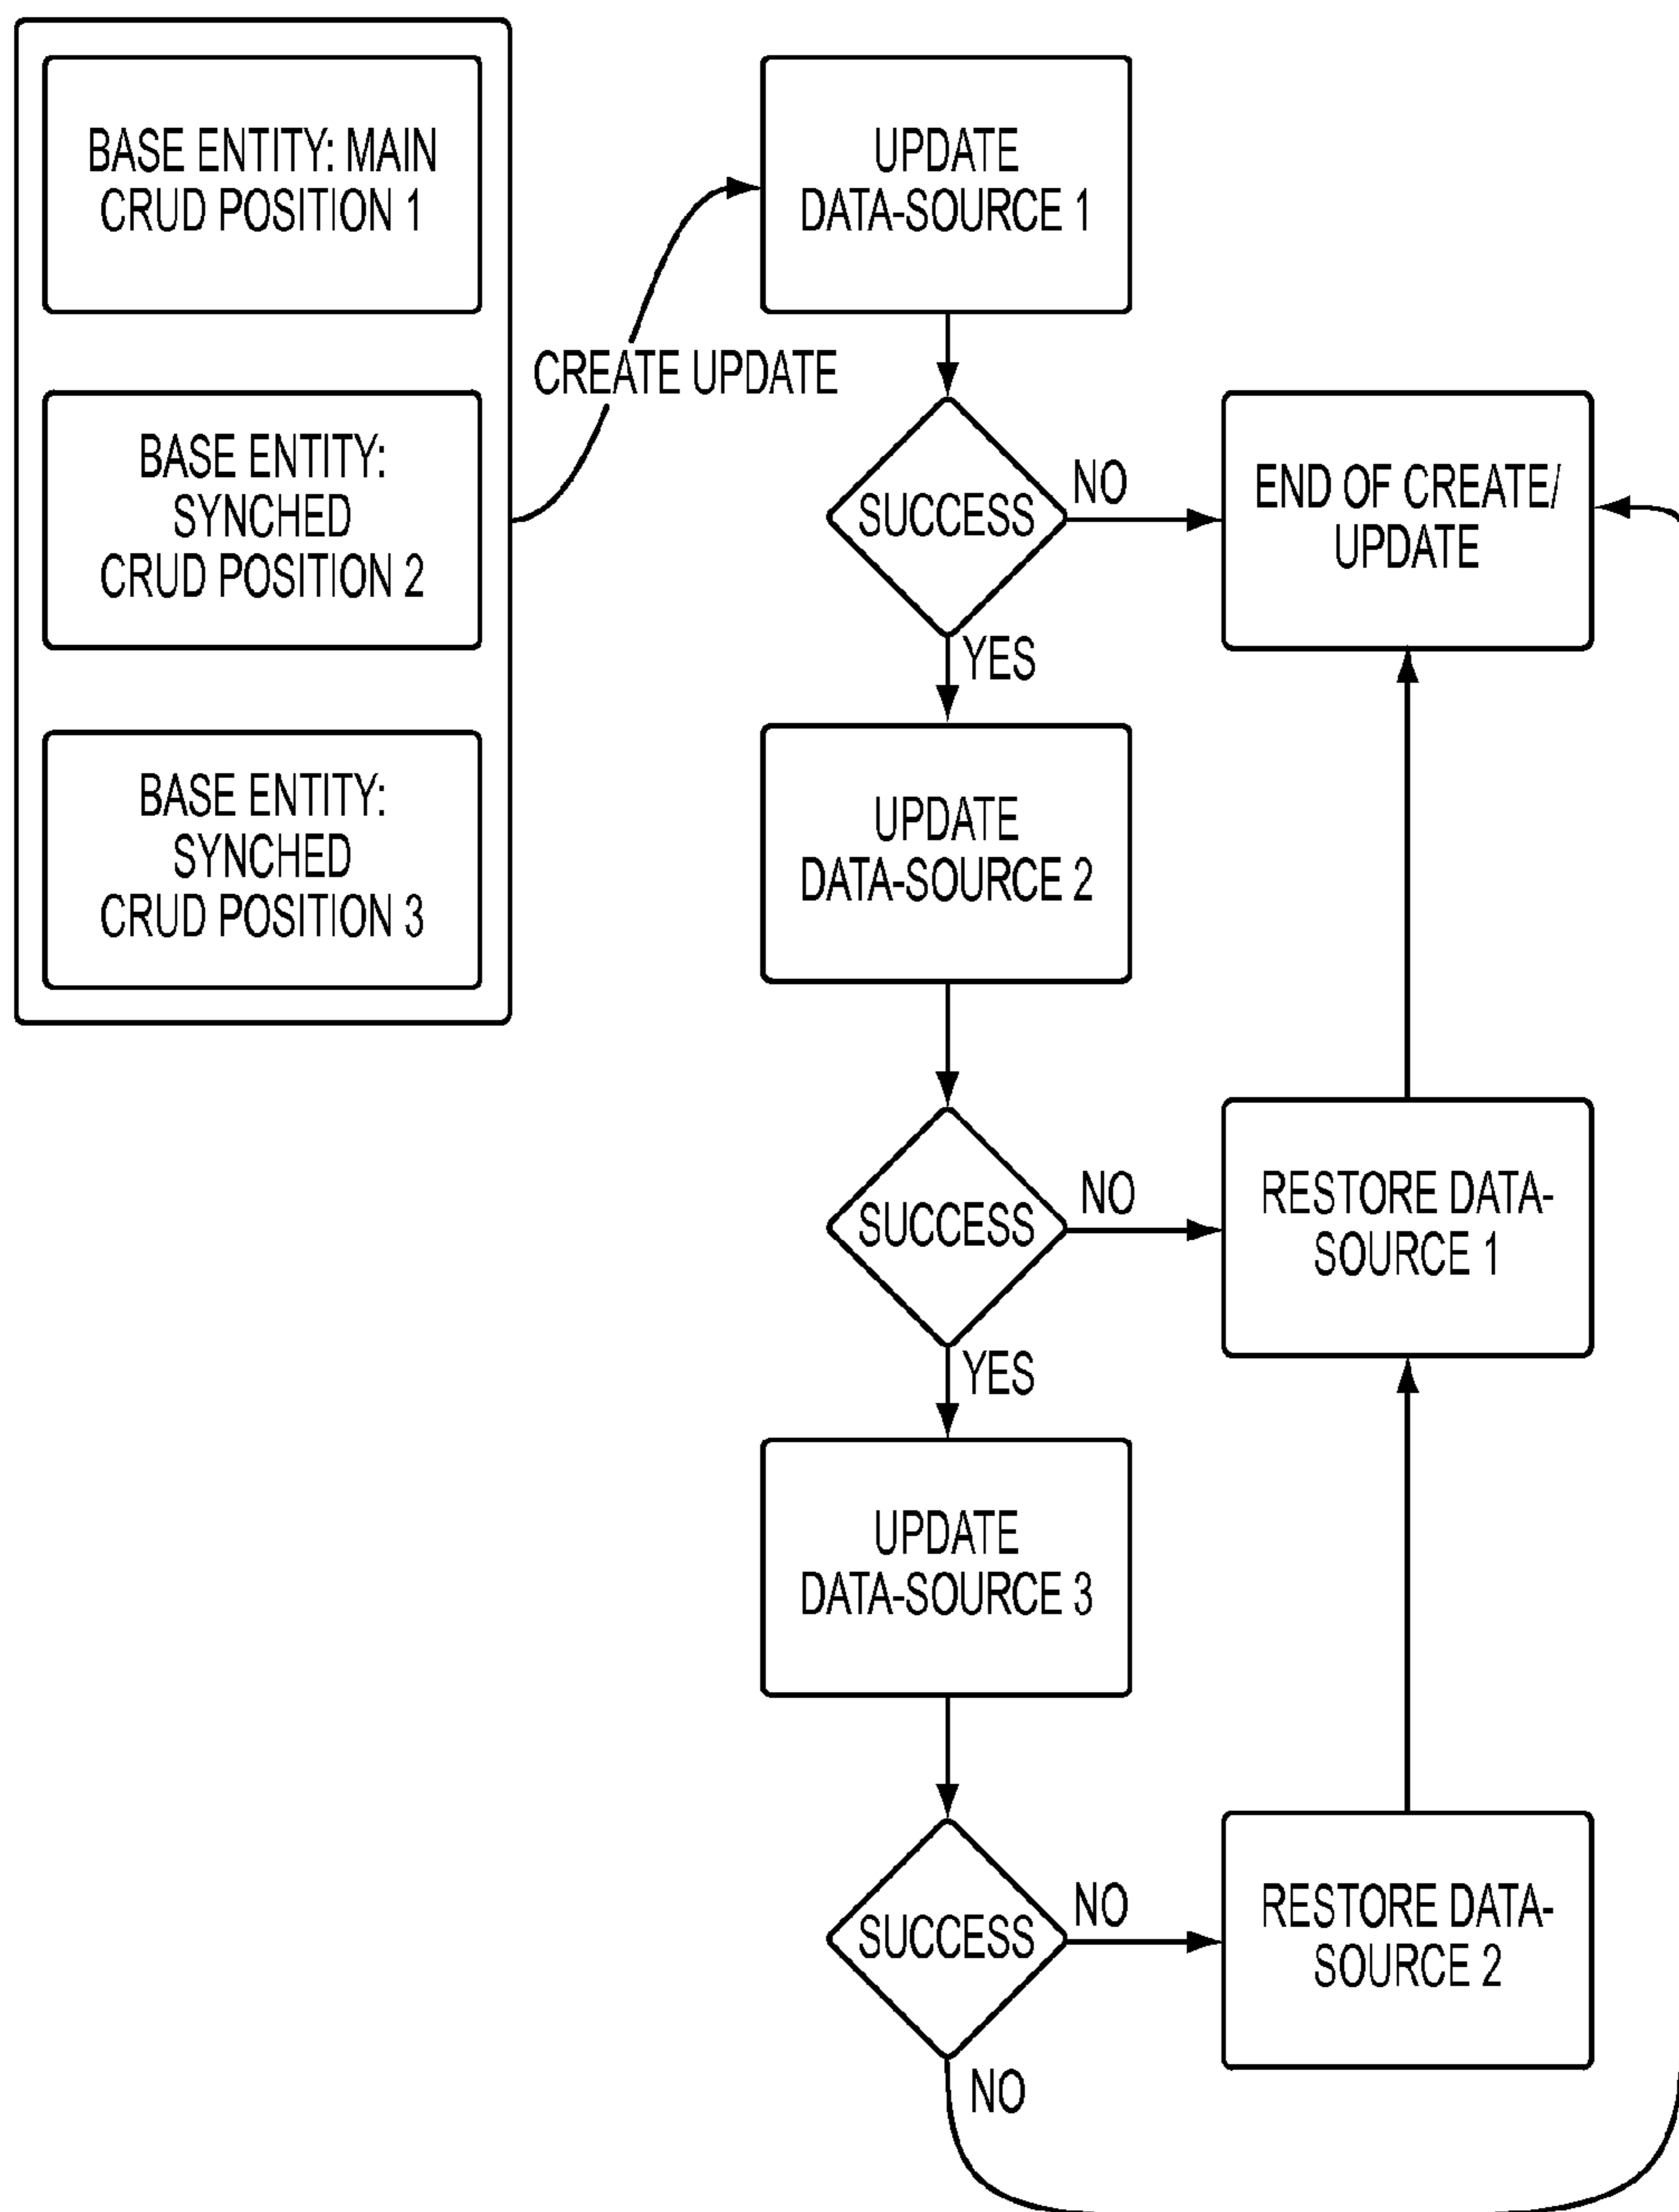 BASE ENTITY: MAIN
CRUD POSITION 1
BASE ENTITY:
SYNCHED
CRUD POSITION 2
BASE ENTITY:
SYNCHED
CRUD POSITION 3
CREATE UPDATE
UPDATE
DATA-SOURCE 1
SUCCESS
NO
END OF CREATE/
UPDATE
YES
UPDATE
DATA-SOURCE 2
SUCCESS
NO
RESTORE DATA-
SOURCE 1
YES
UPDATE
DATA-SOURCE 3
SUCCESS
NO
RESTORE DATA-
SOURCE 2
NO